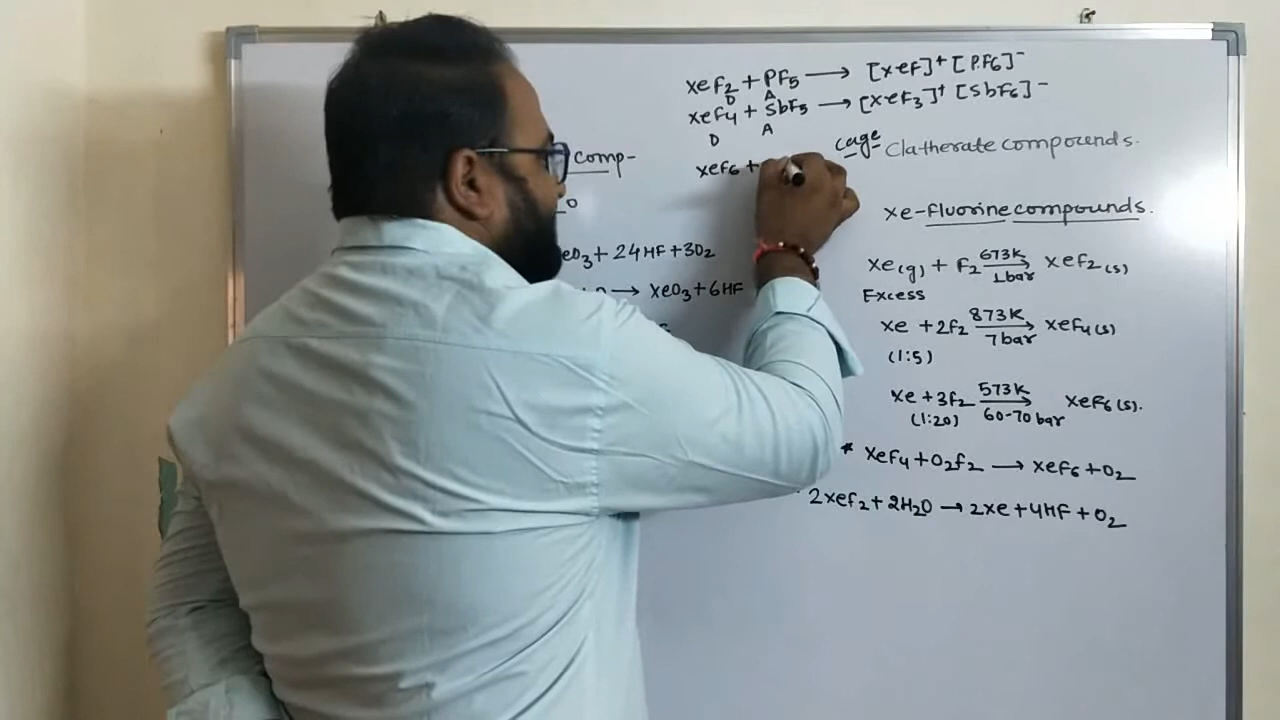 xeF2 + PF5 → [xeF]+ [PF6]-
D A
xeF4 + SbF5 → [xeF3]+ [SbF6]-
D A
xeF6 +
cage Clatherate compounds.
comp-
xe-fluorine compounds.
eO3 + 24HF + 3O2
→ xeO3 + 6HF
xe(g) + F2 673K 1bar → xeF2(s)
Excess
xe + 2F2 873K 7bar → xeF4(s)
(1:5)
xe + 3F2 573K 60-70 bar → xeF6(s).
(1:20)
* xeF4 + O2F2 → xeF6 + O2
2xeF2 + 2H2O → 2xe + 4HF + O2